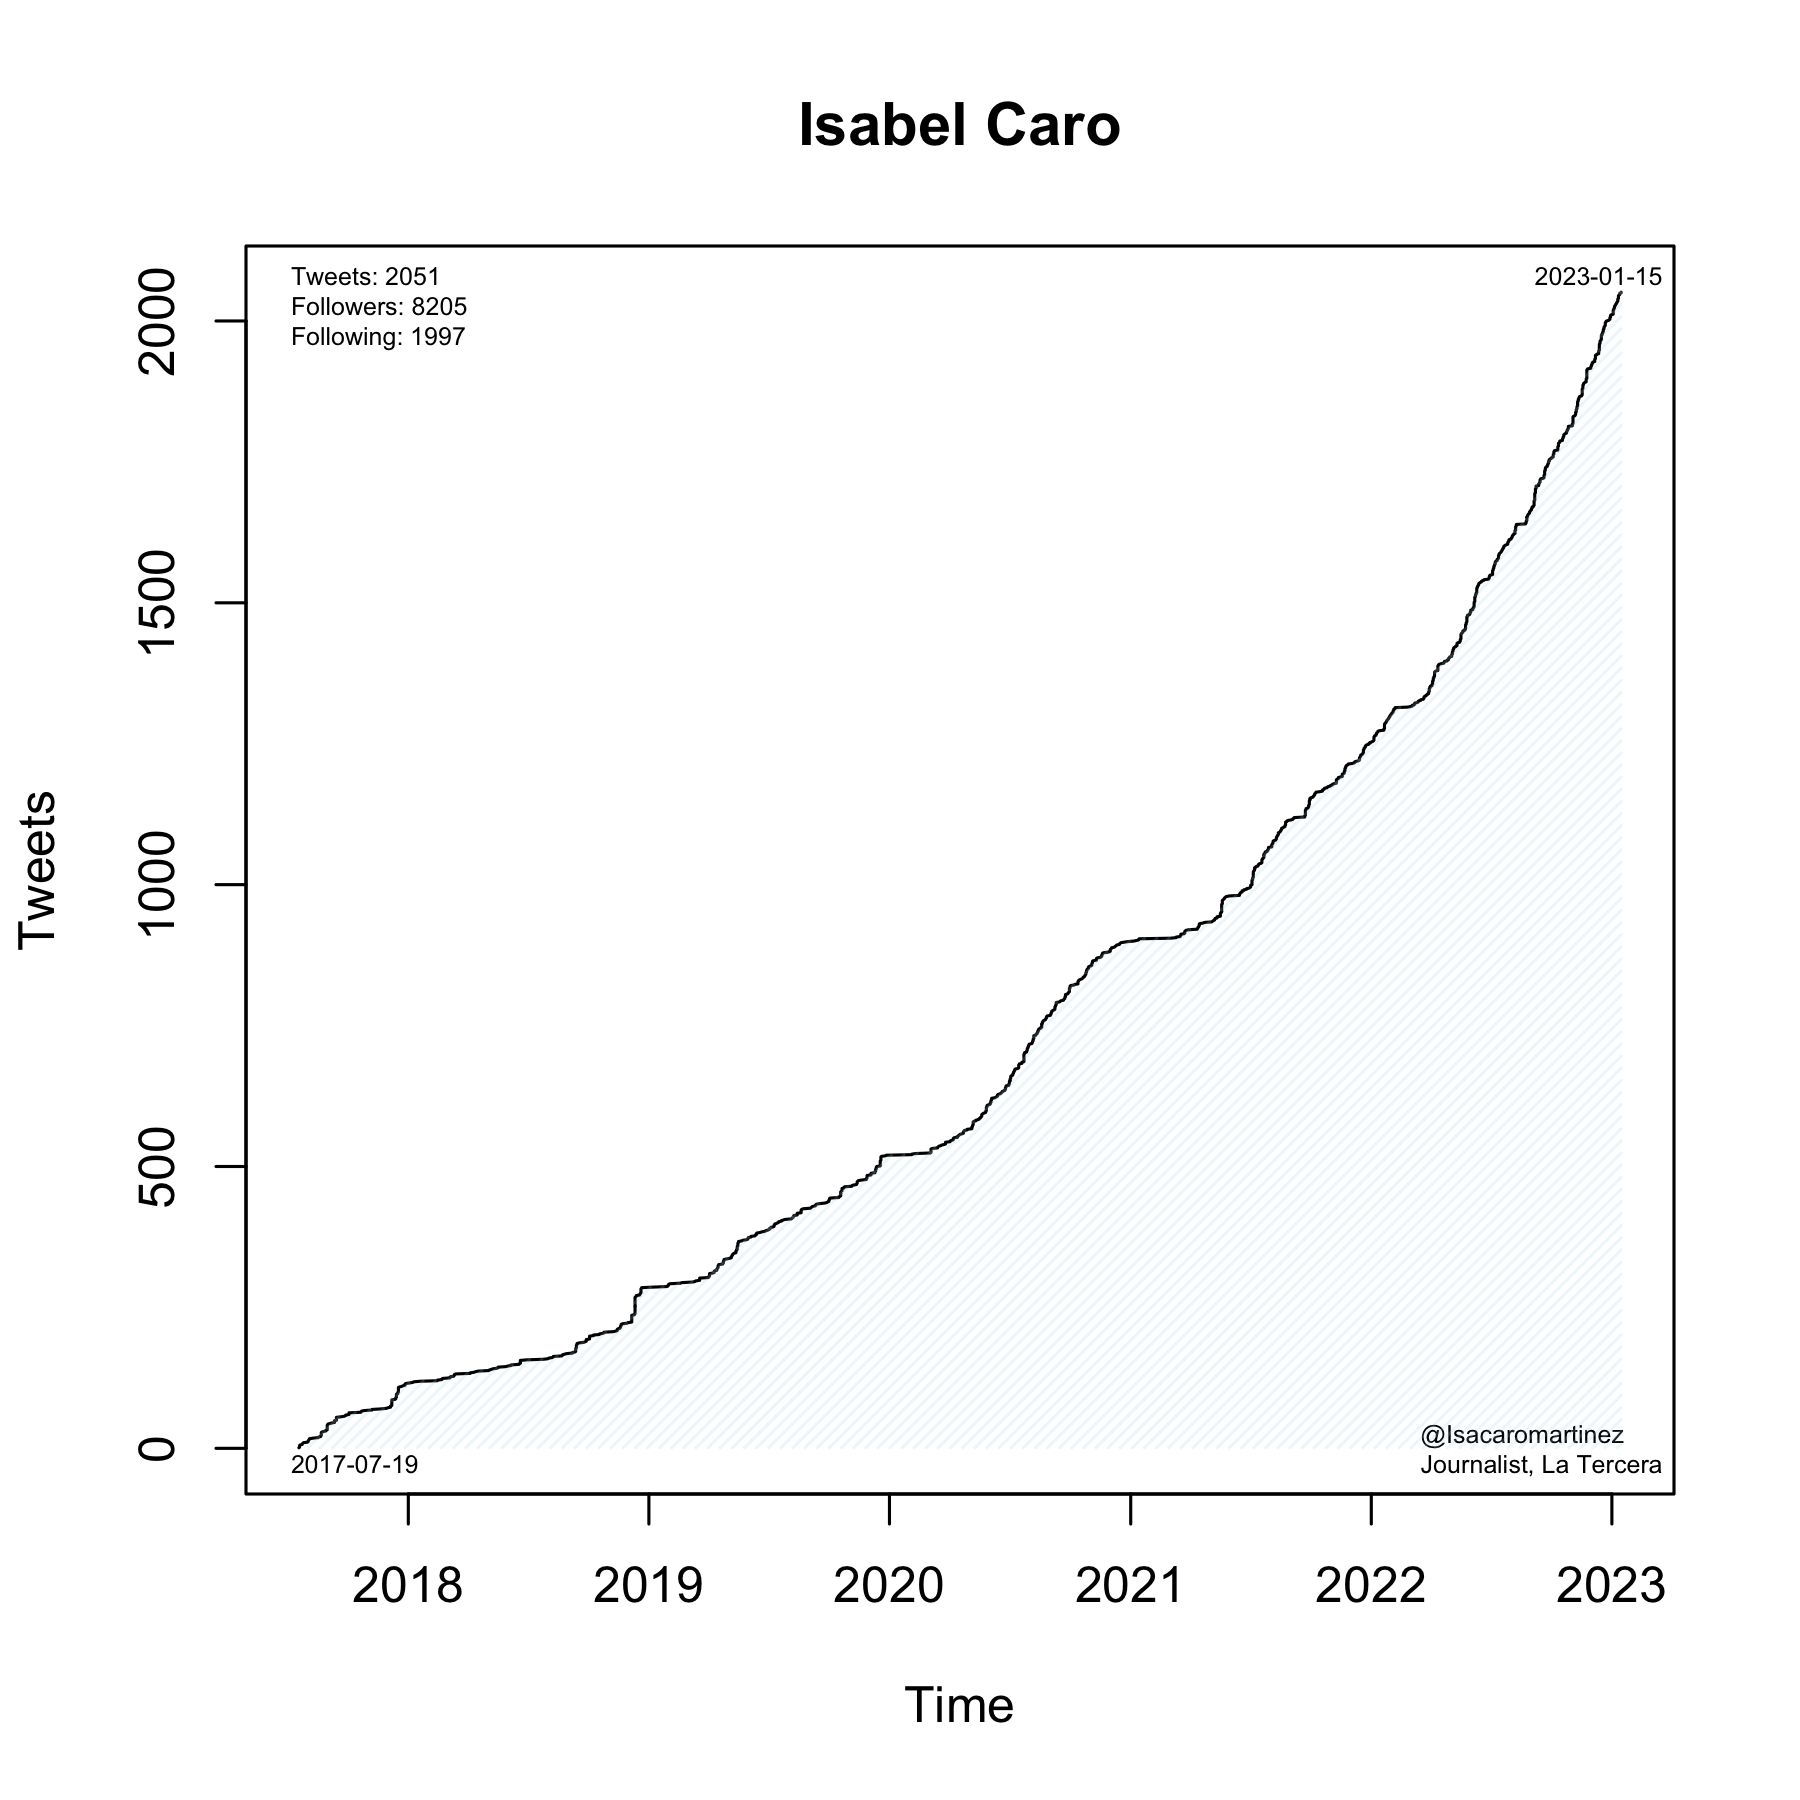 Isabel Caro
Tweets: 2051
Followers: 8205
Following: 1997
2023-01-15
2000
1500
1000
500
0
Tweets
2017-07-19
@Isacaromartinez
Journalist, La Tercera
2018
2019
2020
2021
2022
2023
Time